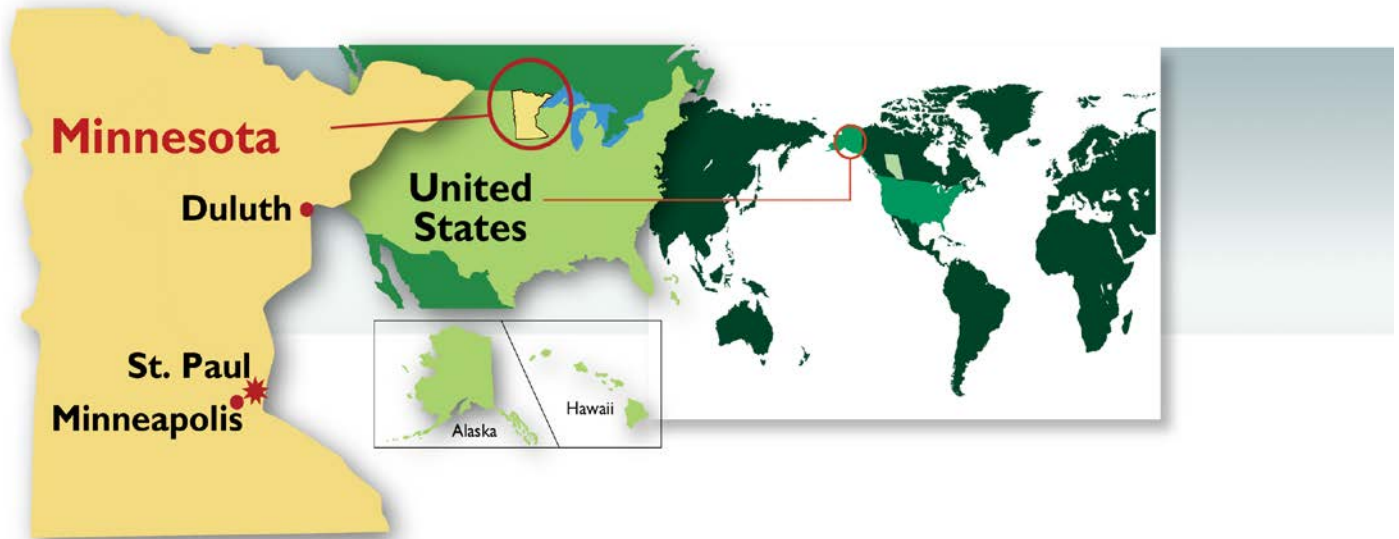 Minnesota
Duluth
St. Paul
Minneapolis
United
States
Alaska
Hawaii